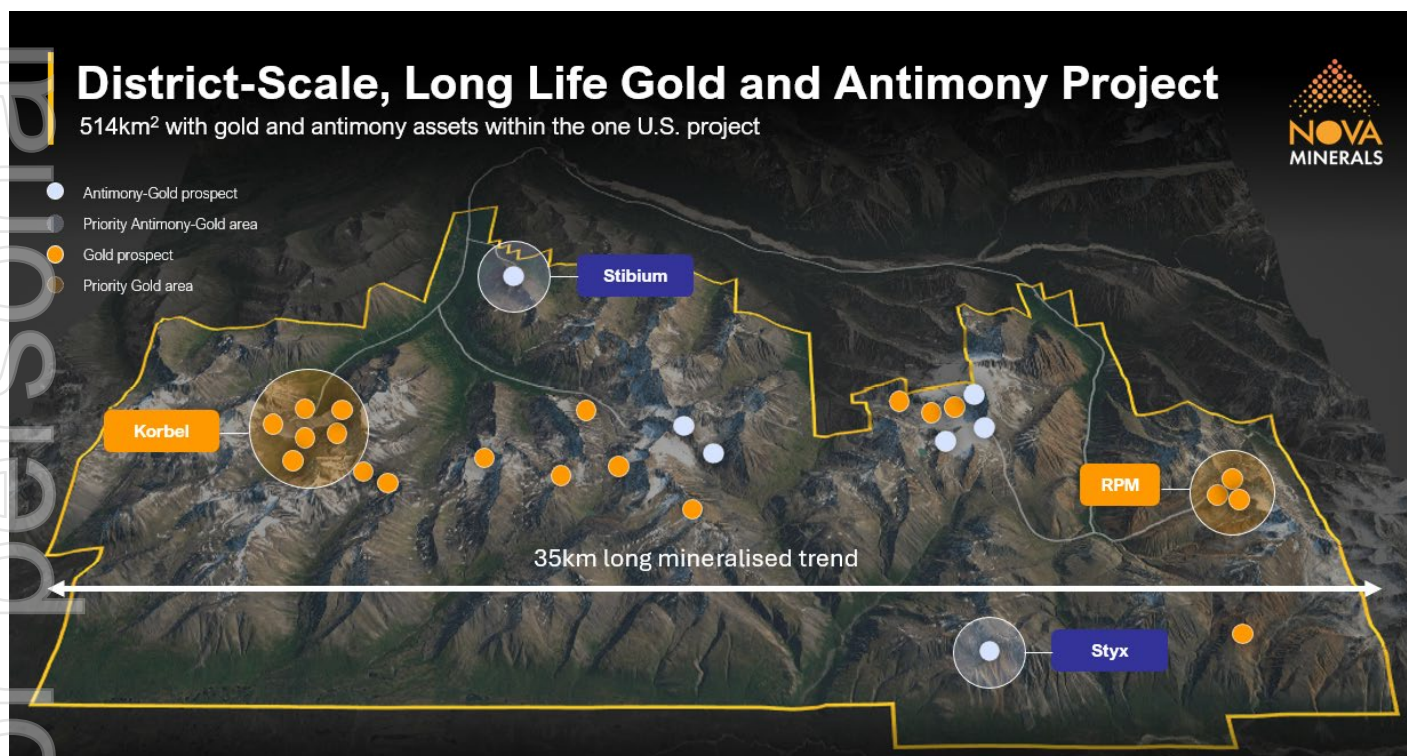 District-Scale, Long Life Gold and Antimony Project
514km² with gold and antimony assets within the one U.S. project
NOVA
MINERALS
Antimony-Gold prospect
Priority Antimony-Gold area
Gold prospect
Priority Gold area
Stibium
Korbel
RPM
35km long mineralised trend
Styx
personal